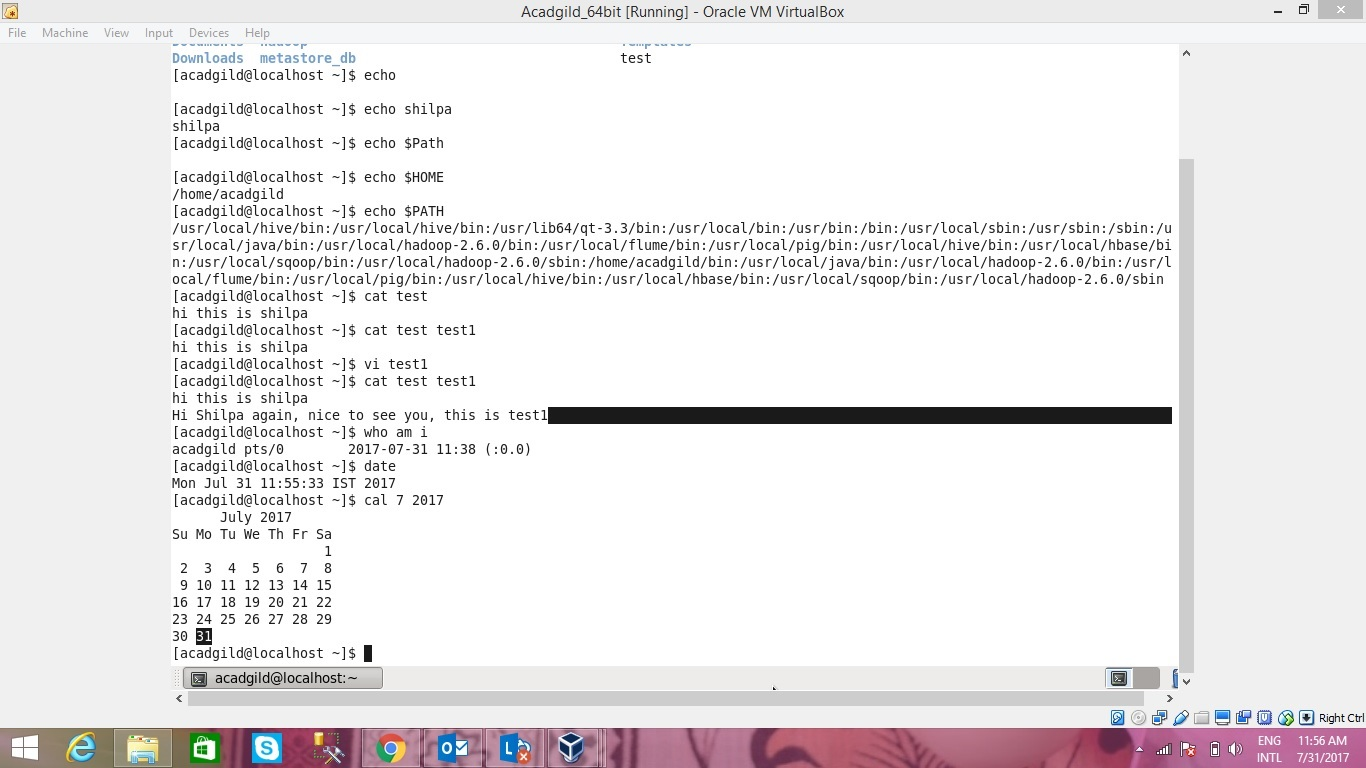 Acadgild_64bit [Running] - Oracle VM VirtualBox
File Machine View Input Devices Help
Documents hadoop Templates
Downloads metastore_db test
[acadgild@localhost ~]$ echo
[acadgild@localhost ~]$ echo shilpa
shilpa
[acadgild@localhost ~]$ echo $Path
[acadgild@localhost ~]$ echo $HOME
/home/acadgild
[acadgild@localhost ~]$ echo $PATH
/usr/local/hive/bin:/usr/local/hive/bin:/usr/lib64/qt-3.3/bin:/usr/local/bin:/usr/bin:/bin:/usr/local/sbin:/usr/sbin:/sbin:/u
sr/local/java/bin:/usr/local/hadoop-2.6.0/bin:/usr/local/flume/bin:/usr/local/pig/bin:/usr/local/hive/bin:/usr/local/hbase/bi
n:/usr/local/sqoop/bin:/usr/local/hadoop-2.6.0/sbin:/home/acadgild/bin:/usr/local/java/bin:/usr/local/hadoop-2.6.0/bin:/usr/l
ocal/flume/bin:/usr/local/pig/bin:/usr/local/hive/bin:/usr/local/hbase/bin:/usr/local/sqoop/bin:/usr/local/hadoop-2.6.0/sbin
[acadgild@localhost ~]$ cat test
hi this is shilpa
[acadgild@localhost ~]$ cat test test1
hi this is shilpa
[acadgild@localhost ~]$ vi test1
[acadgild@localhost ~]$ cat test test1
hi this is shilpa
Hi Shilpa again, nice to see you, this is test1
[acadgild@localhost ~]$ who am i
acadgild pts/0        2017-07-31 11:38 (:0.0)
[acadgild@localhost ~]$ date
Mon Jul 31 11:55:33 IST 2017
[acadgild@localhost ~]$ cal 7 2017
July 2017
Su Mo Tu We Th Fr Sa
1
2 3 4 5 6 7 8
9 10 11 12 13 14 15
16 17 18 19 20 21 22
23 24 25 26 27 28 29
30 31
[acadgild@localhost ~]$
acadgild@localhost:~
Right Ctrl
ENG 11:56 AM
INTL 7/31/2017